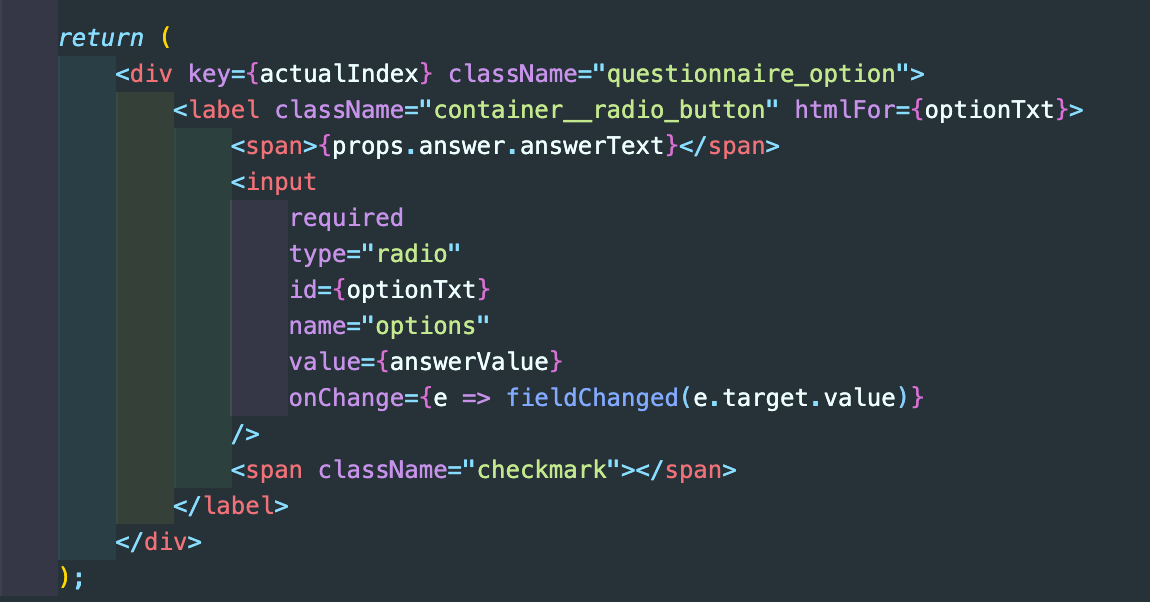 return (
<div key={actualIndex} className="questionnaire_option">
<label className="container__radio_button" htmlFor={optionTxt}>
<span>{props.answer.answerText}</span>
<input
required
type="radio"
id={optionTxt}
name="options"
value={answerValue}
onChange={e => fieldChanged(e.target.value)}
/>
<span className="checkmark"></span>
</label>
</div>
);